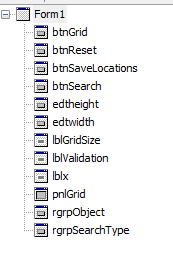 Form1
btnGrid
btnReset
btnSaveLocations
btnSearch
edtheight
edtwidth
lblGridSize
lblValidation
lblx
pnlGrid
rgrpObject
rgrpSearchType